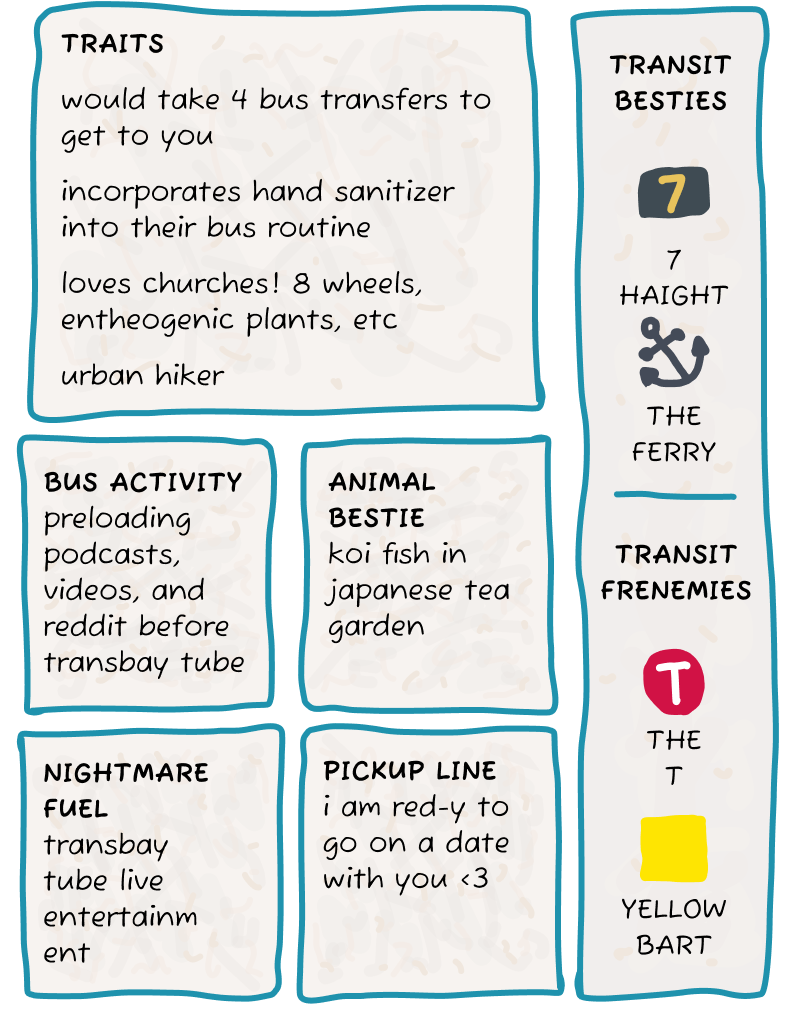 TRAITS
would take 4 bus transfers to
get to you
incorporates hand sanitizer
into their bus routine
loves churches! 8 wheels,
entheogenic plants, etc
urban hiker
BUS ACTIVITY
preloading
podcasts,
videos, and
reddit before
transbay tube
ANIMAL
BESTIE
koi fish in
japanese tea
garden
NIGHTMARE
FUEL
transbay
tube live
entertainm
ent
PICKUP LINE
i am red-y to
go on a date
with you <3
TRANSIT
BESTIES
7
7
HAIGHT
THE
FERRY
TRANSIT
FRENEMIES
T
THE
T
YELLOW
BART